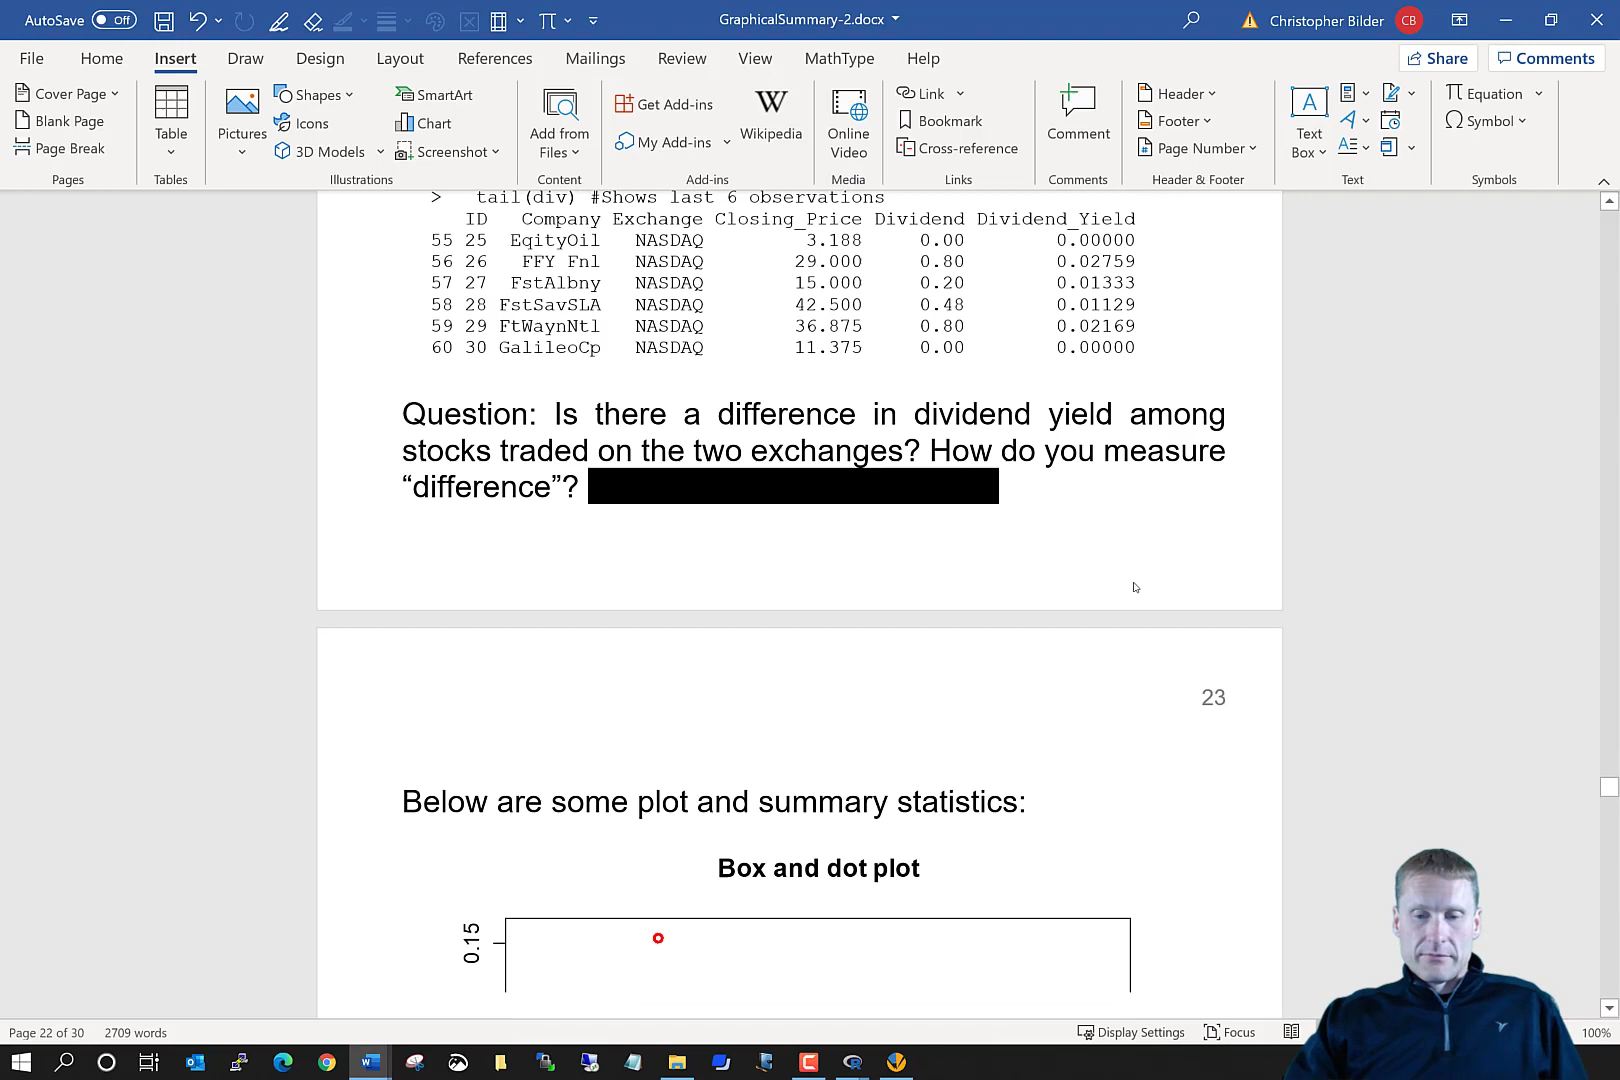 AutoSave Off GraphicalSummary-2.docx Christopher Bilder CB
File Home Insert Draw Design Layout References Mailings Review View MathType Help Share Comments
Cover Page
Blank Page
Page Break
Pages
Table
Tables
Pictures
Shapes
Icons
3D Models
SmartArt
Chart
Screenshot
Illustrations
Add from
Files
Content
Get Add-ins
My Add-ins
W
Wikipedia
Add-ins
Online
Video
Media
Link
Bookmark
Cross-reference
Links
Comment
Comments
Header
Footer
Page Number
Header & Footer
Text
Box
Text
Equation
Symbol
Symbols
> tail(div) #Shows last 6 observations
ID Company Exchange Closing_Price Dividend Dividend_Yield
55 25 EqityOil NASDAQ 3.188 0.00 0.00000
56 26 FFY Fnl NASDAQ 29.000 0.80 0.02759
57 27 FstAlbny NASDAQ 15.000 0.20 0.01333
58 28 FstSavSLA NASDAQ 42.500 0.48 0.01129
59 29 FtWaynNtl NASDAQ 36.875 0.80 0.02169
60 30 GalileoCp NASDAQ 11.375 0.00 0.00000
Question: Is there a difference in dividend yield among
stocks traded on the two exchanges? How do you measure
“difference”?
23
Below are some plot and summary statistics:
Box and dot plot
0.15
Page 22 of 30 2709 words Display Settings Focus 100%